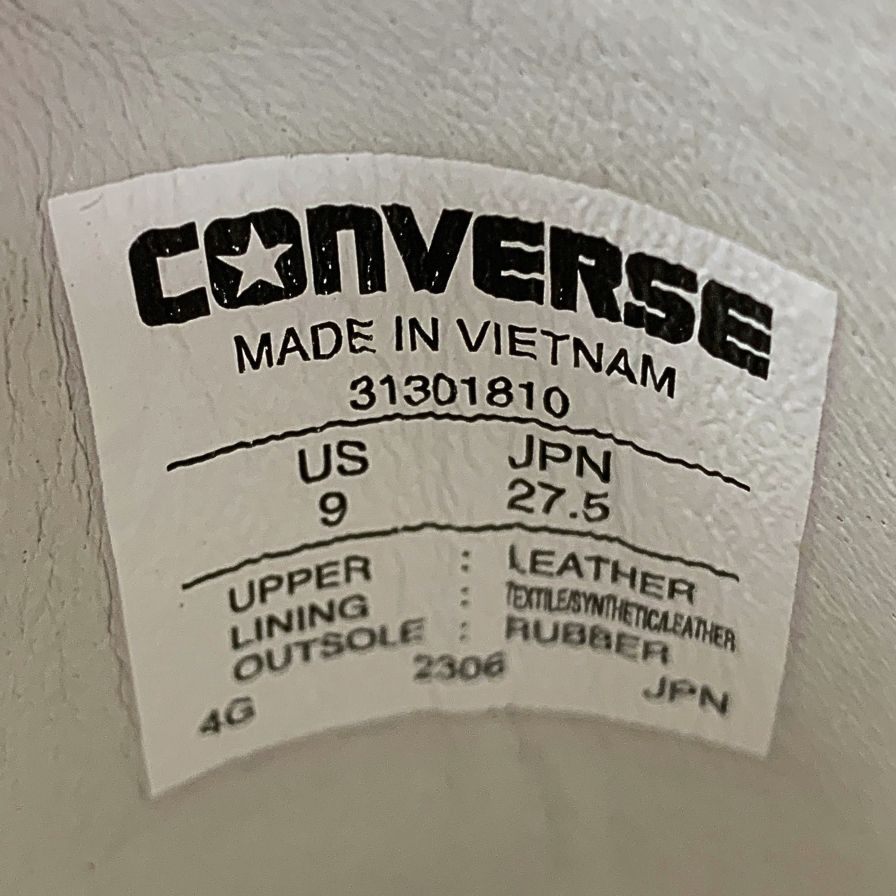 CONVERSE
MADE IN VIETNAM
31301810
US JPN
9 27.5
UPPER : LEATHER
LINING : TEXTILE/SYNTHETIC/LEATHER
OUTSOLE : RUBBER
4G 2306 JPN